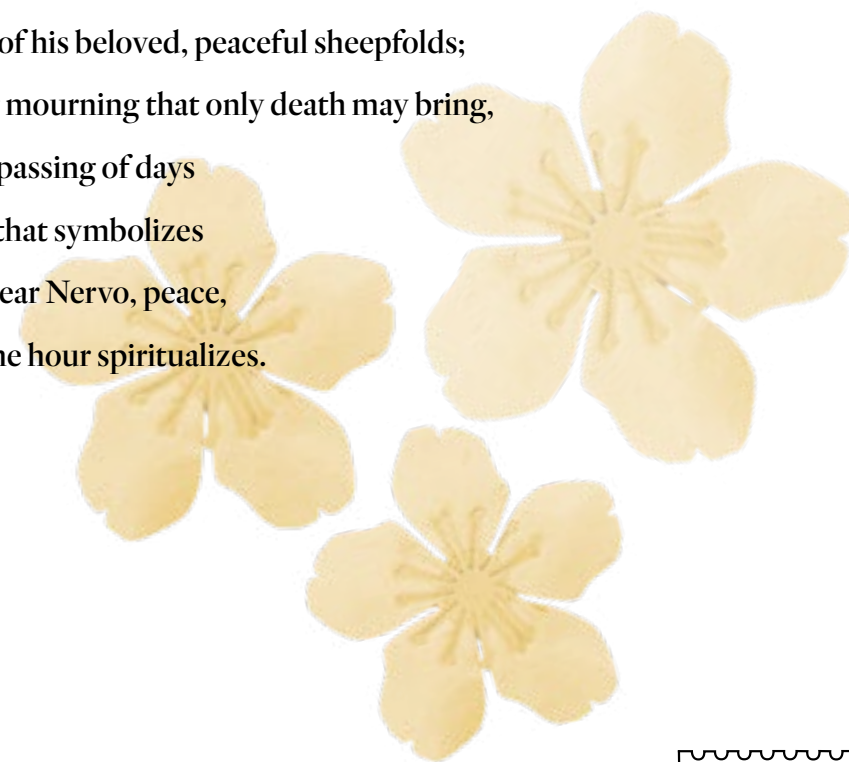 of his beloved, peaceful sheepfolds;
mourning that only death may bring,
passing of days
that symbolizes
ear Nervo, peace,
hour spiritualizes.